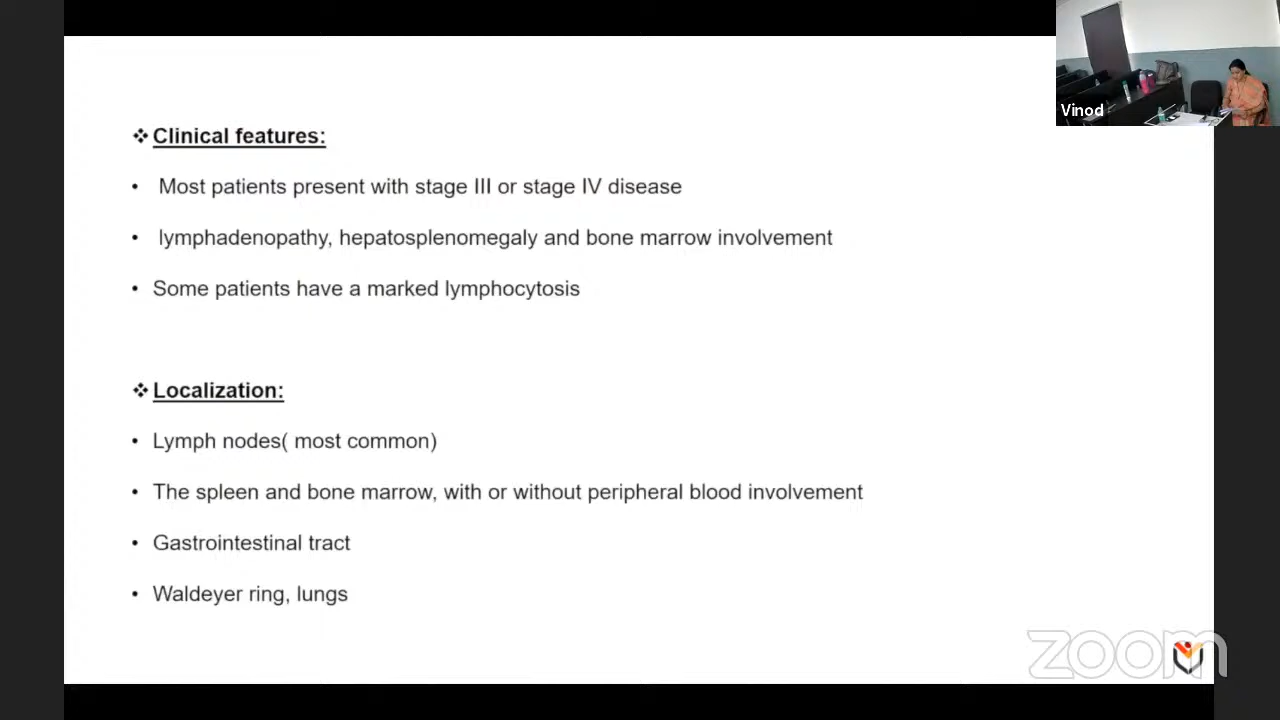 Vinod
❖ Clinical features:
• Most patients present with stage III or stage IV disease
• lymphadenopathy, hepatosplenomegaly and bone marrow involvement
• Some patients have a marked lymphocytosis
❖ Localization:
• Lymph nodes( most common)
• The spleen and bone marrow, with or without peripheral blood involvement
• Gastrointestinal tract
• Waldeyer ring, lungs
zoom